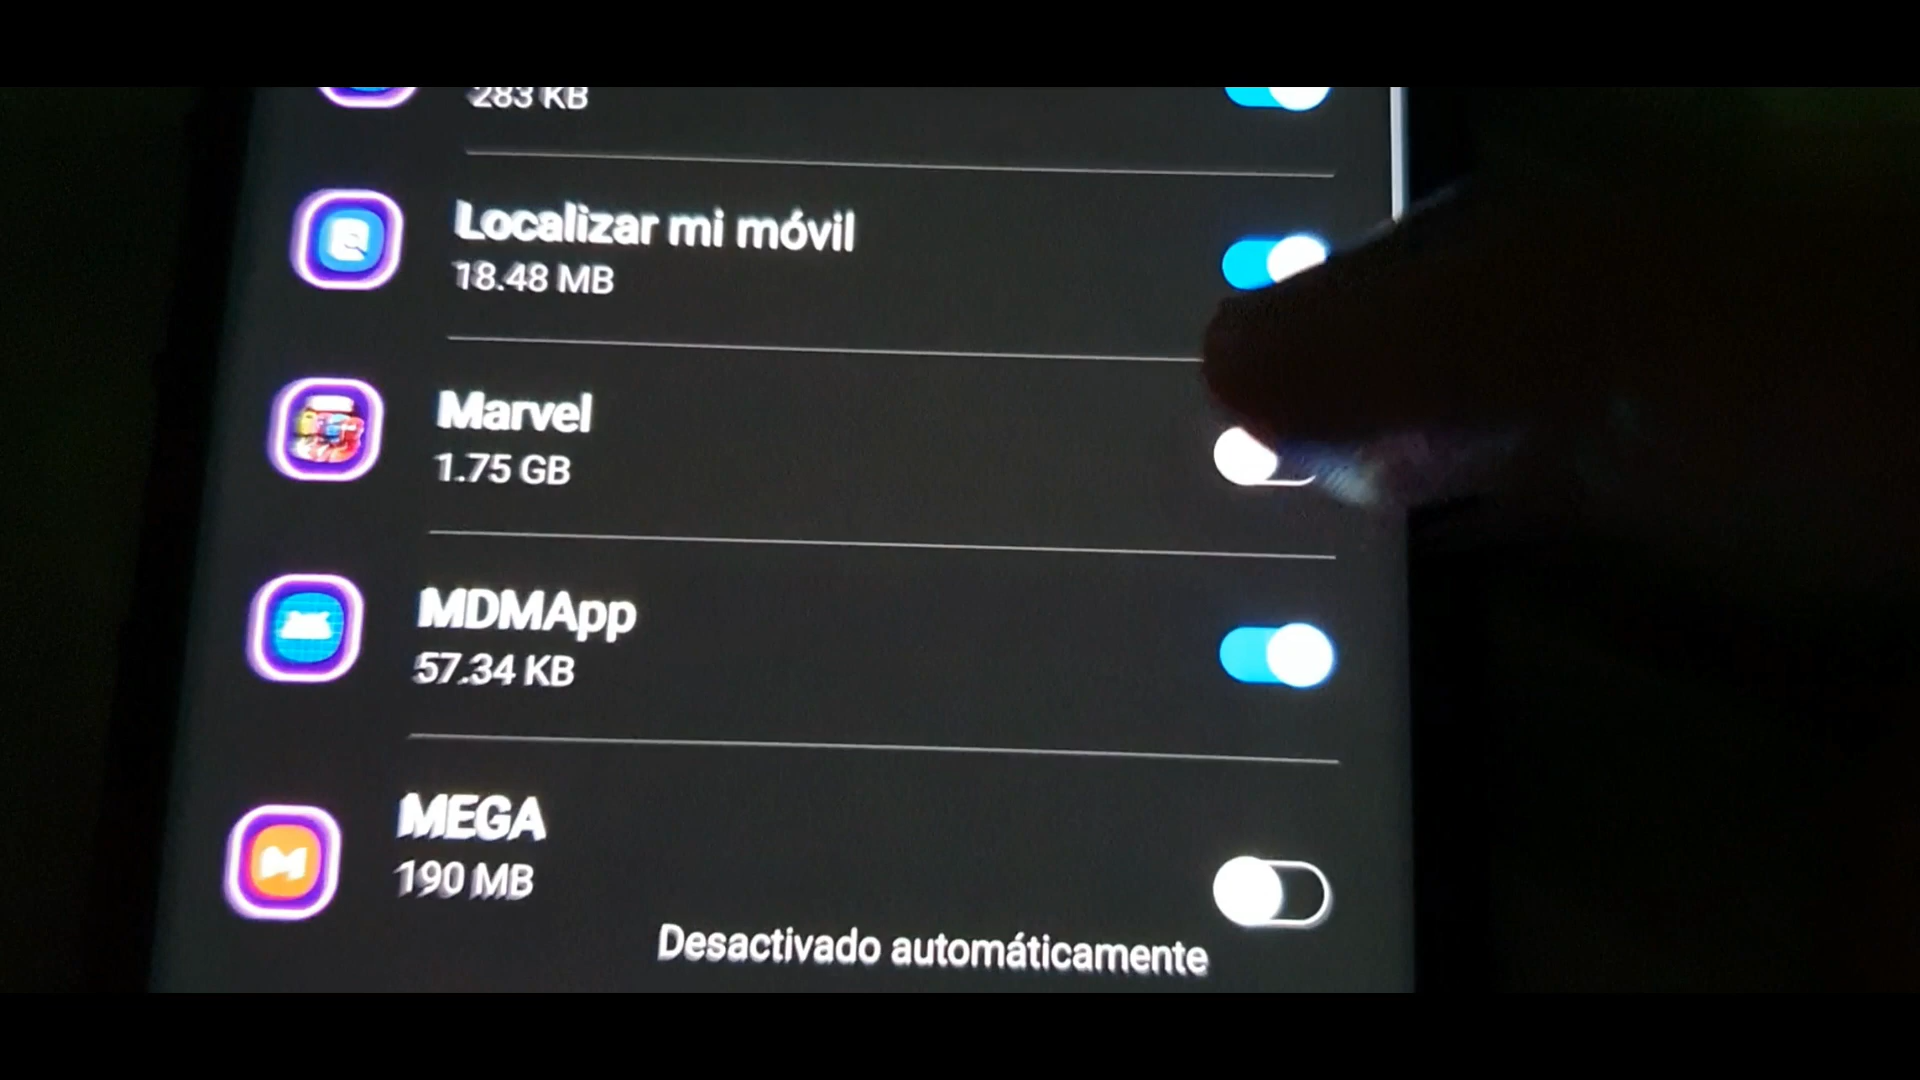 283 KB
Localizar mi móvil
18.48 MB
Marvel
1.75 GB
MDMApp
57.34 KB
MEGA
190 MB
Desactivado automáticamente